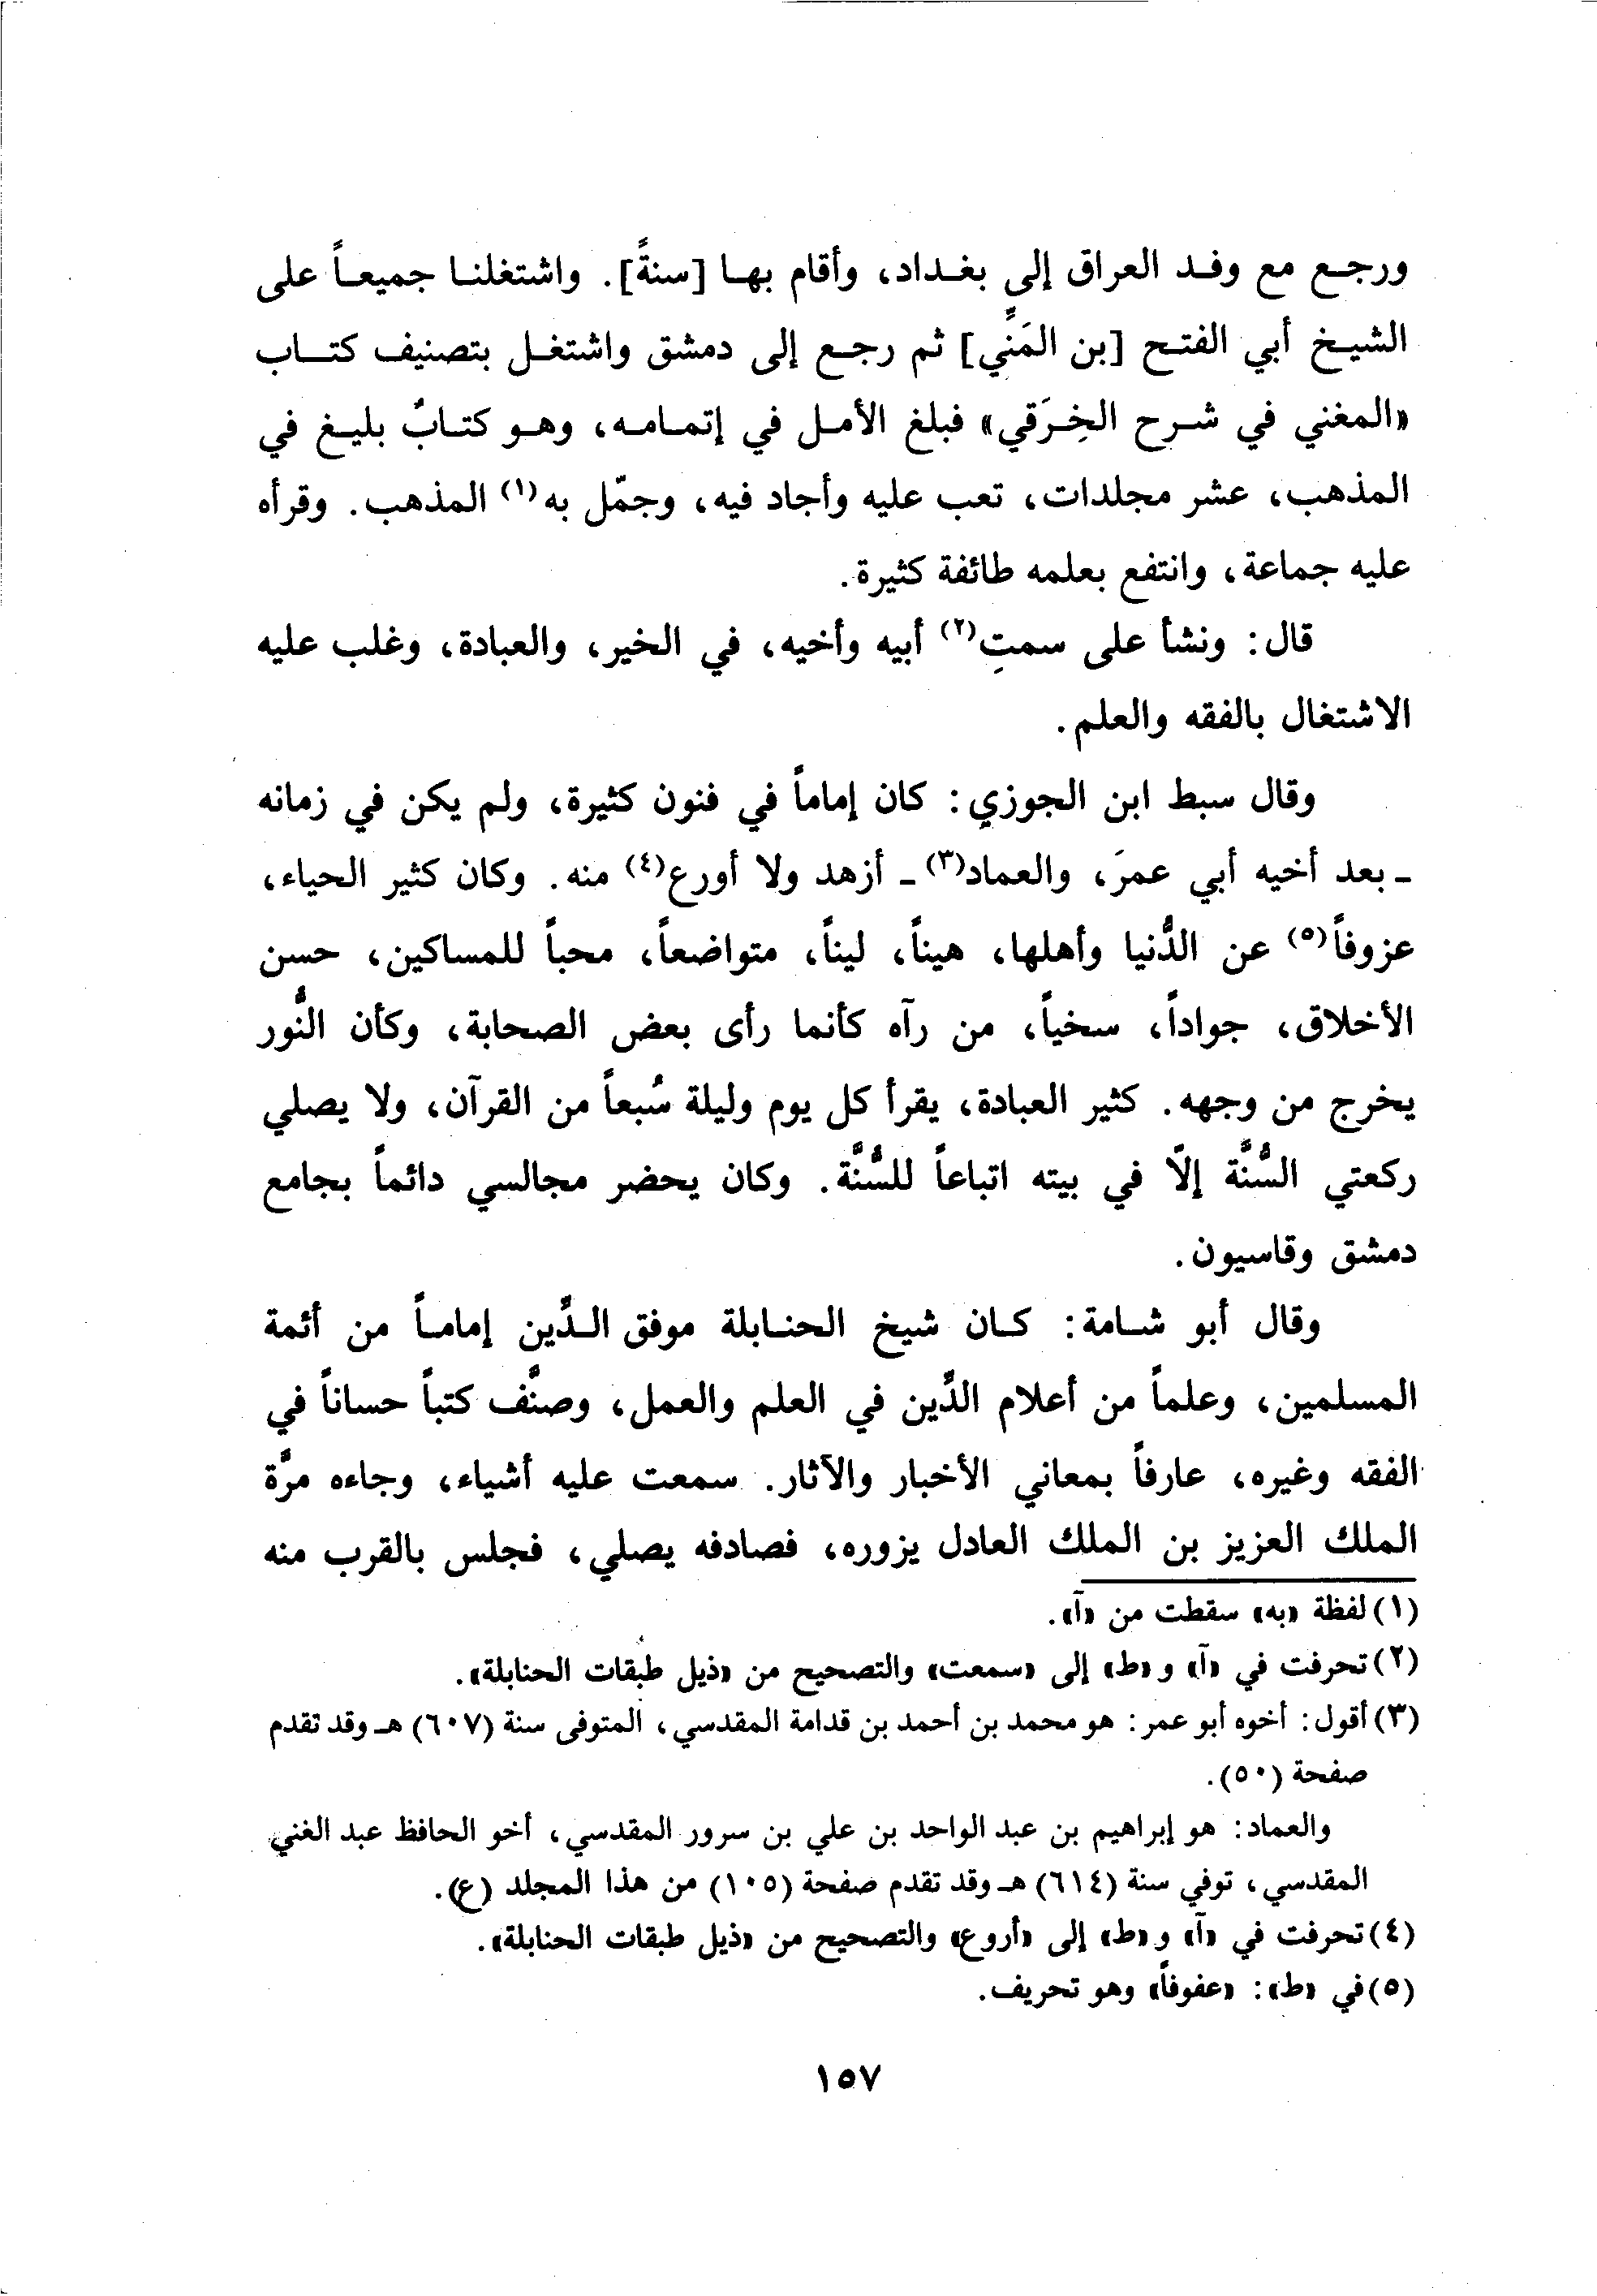 ورجع مع وفد العراق إلى بغداد، وأقام بها [سنةً]. واشتغلنا جميعاً على
الشيخ أبي الفتح [بن المَنِّي] ثم رجع إلى دمشق واشتغل بتصنيف كتاب
«المغني في شرح الخِرَقي» فبلغ الأمل في إتمامه، وهو كتابٌ بليغ في
المذهب، عشر مجلدات، تعب عليه وأجاد فيه، وجمّل به(١) المذهب. وقرأه
عليه جماعة، وانتفع بعلمه طائفة كثيرة.
قال: ونشأ على سمتِ(٢) أبيه وأخيه، في الخير، والعبادة، وغلب عليه
الاشتغال بالفقه والعلم.
وقال سبط ابن الجوزي: كان إماماً في فنون كثيرة، ولم يكن في زمانه
ـ بعد أخيه أبي عمرَ، والعماد(٣) ـ أزهد ولا أورع(٤) منه. وكان كثير الحياء،
عزوفاً(٥) عن الدُّنيا وأهلها، هيناً، ليناً، متواضعاً، محباً للمساكين، حسن
الأخلاق، جواداً، سخياً، من رآه كأنما رأى بعض الصحابة، وكأن النُّور
يخرج من وجهه. كثير العبادة، يقرأ كل يوم وليلة سُبعاً من القرآن، ولا يصلي
ركعتي السُّنَّة إلّا في بيته اتباعاً للسُّنَّة. وكان يحضر مجالسي دائماً بجامع
دمشق وقاسيون.
وقال أبو شامة: كان شيخ الحنابلة موفق الدِّين إماماً من أئمة
المسلمين، وعلماً من أعلام الدِّين في العلم والعمل، وصنَّف كتباً حساناً في
الفقه وغيره، عارفاً بمعاني الأخبار والآثار. سمعت عليه أشياء، وجاءه مرَّة
الملك العزيز بن الملك العادل يزوره، فصادفه يصلي، فجلس بالقرب منه
(١) لفظة «به» سقطت من «آ».
(٢) تحرفت في «آ» و«ط» إلى «سمعت» والتصحيح من «ذيل طبقات الحنابلة».
(٣) أقول: أخوه أبو عمر: هو محمد بن أحمد بن قدامة المقدسي، المتوفى سنة (٦٠٧) هـ وقد تقدم
صفحة (٥٠).
والعماد: هو إبراهيم بن عبد الواحد بن علي بن سرور المقدسي، أخو الحافظ عبد الغني
المقدسي، توفي سنة (٦١٤) هـ وقد تقدم صفحة (١٠٥) من هذا المجلد (ع).
(٤) تحرفت في «آ» و«ط» إلى «أروع» والتصحيح من «ذيل طبقات الحنابلة».
(٥) في «ط»: «عفوفاً» وهو تحريف.
١٥٧